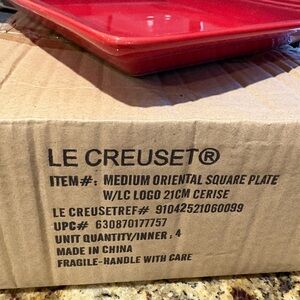 LE CREUSET®
ITEM#: MEDIUM ORIENTAL SQUARE PLATE
W/LC LOGO 21CM CERISE
LE CREUSETREF# 91042521060099
UPC# 630870177757
UNIT QUANTITY/INNER: 4
MADE IN CHINA
FRAGILE-HANDLE WITH CARE